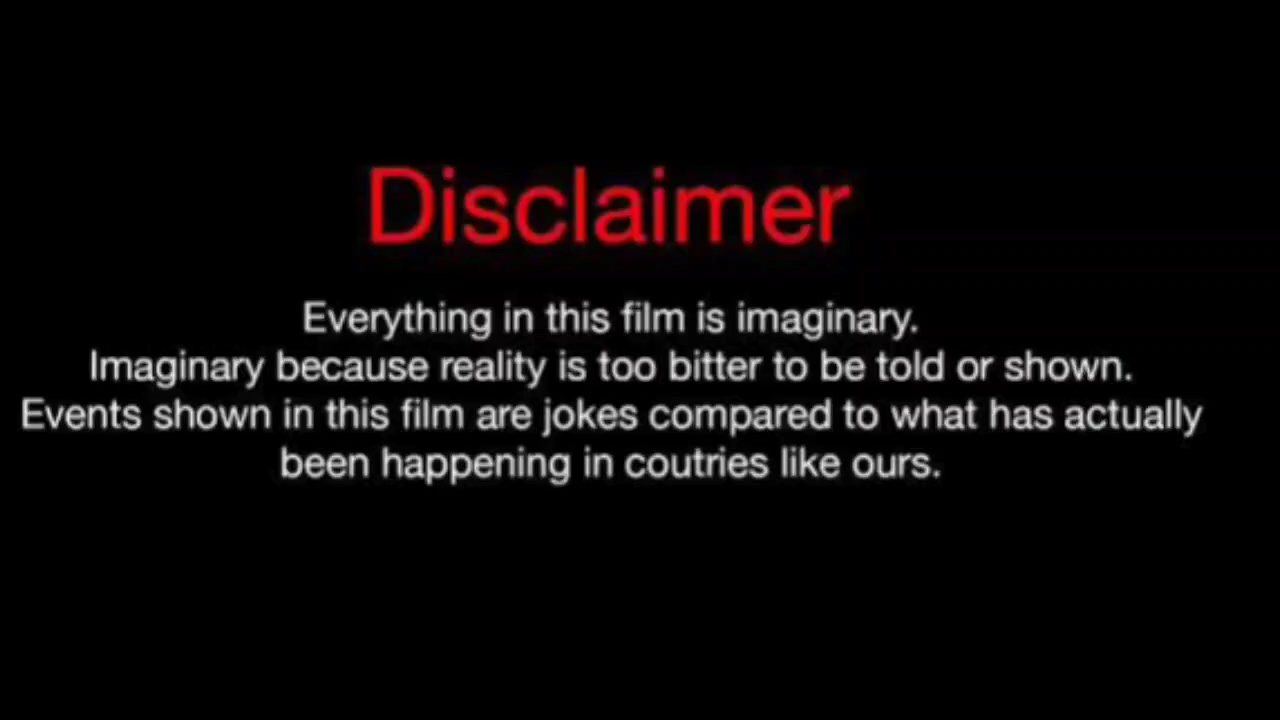 Disclaimer
Everything in this film is imaginary.
Imaginary because reality is too bitter to be told or shown.
Events shown in this film are jokes compared to what has actually
been happening in coutries like ours.